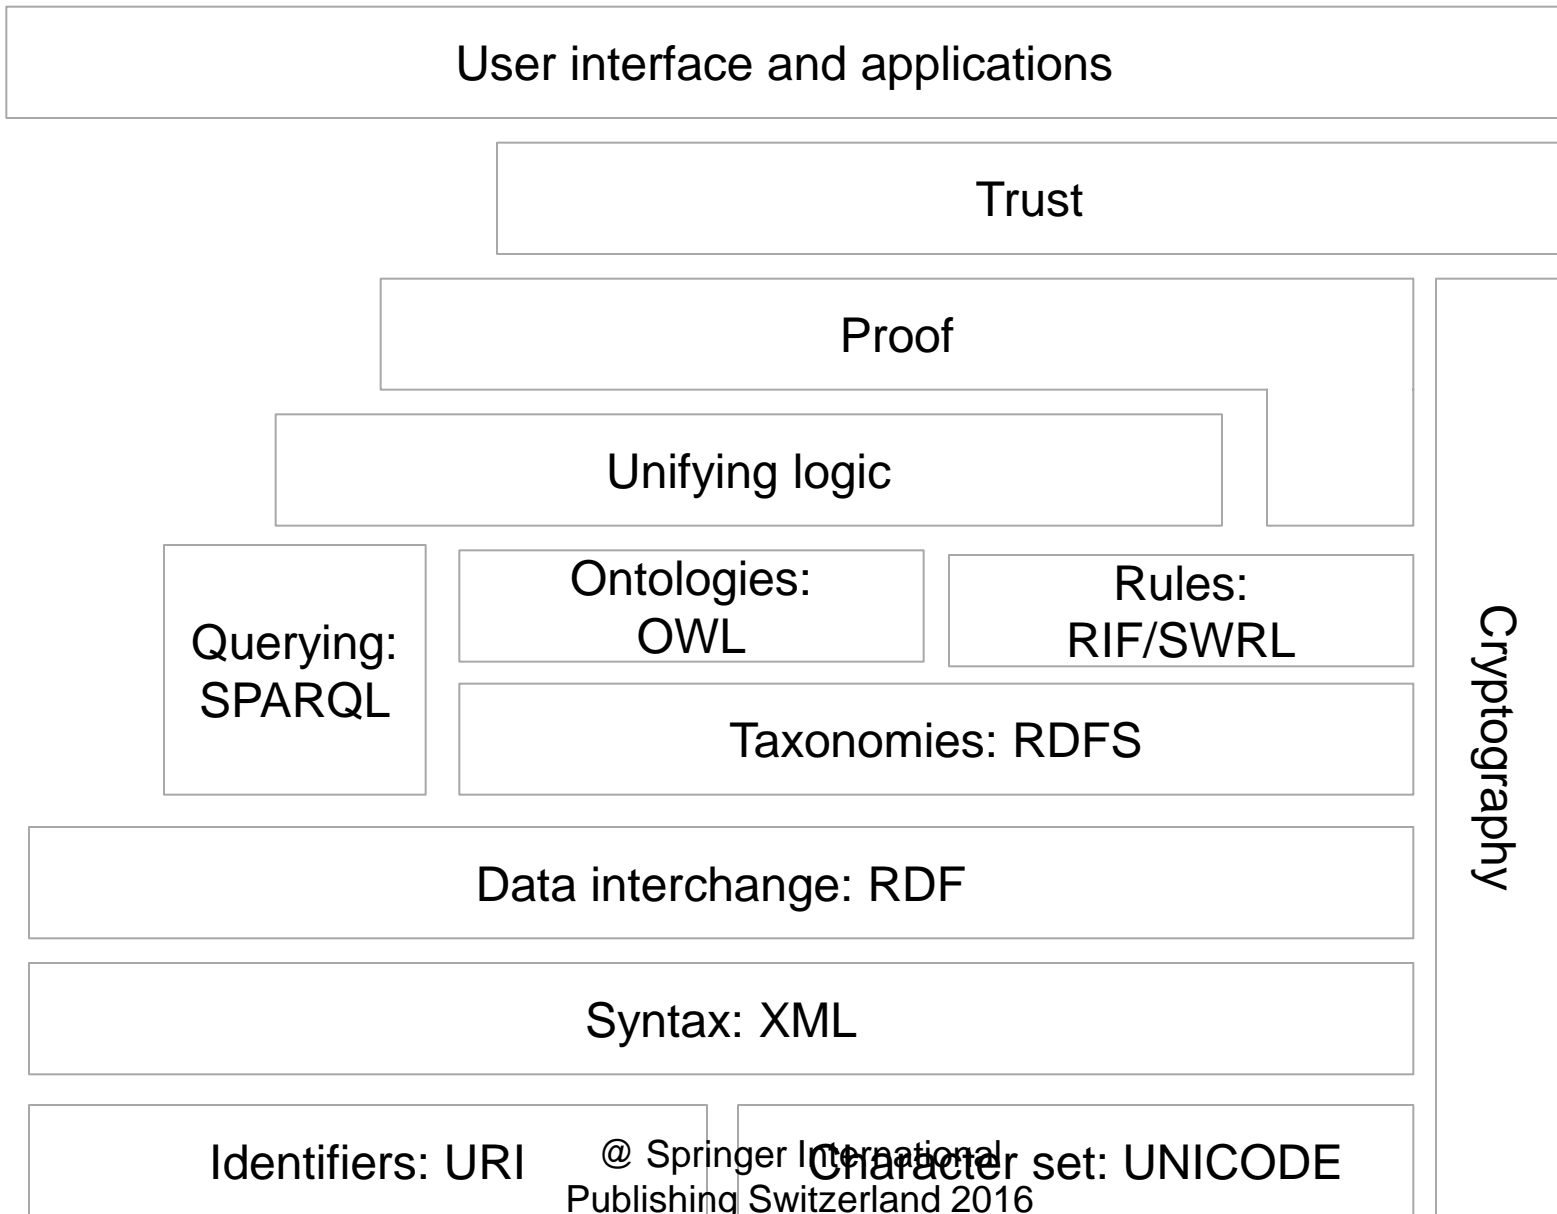 User interface and applications
Trust
Proof
Unifying logic
Querying:
SPARQL
Ontologies:
OWL
Rules:
RIF/SWRL
Taxonomies: RDFS
Cryptography
Data interchange: RDF
Syntax: XML
Identifiers: URI
Character set: UNICODE
@ Springer International
Publishing Switzerland 2016